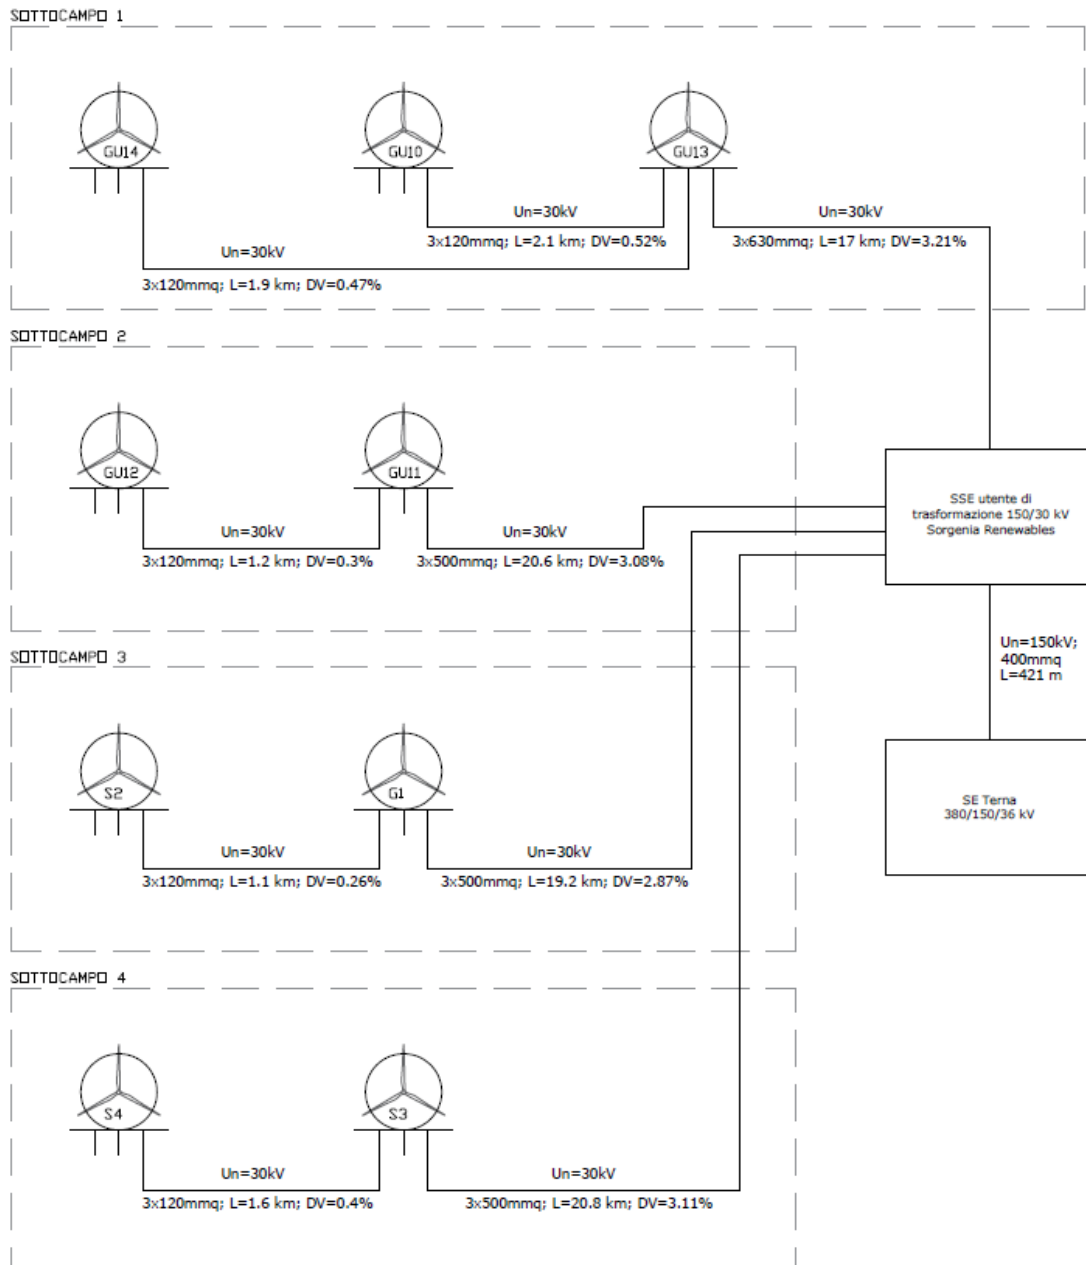 SOTTOCAMPO 1
GU14
GU10
GU13
Un=30kV
3x120mmq; L=2.1 km; DV=0.52%
Un=30kV
3x630mmq; L=17 km; DV=3.21%
Un=30kV
3x120mmq; L=1.9 km; DV=0.47%
SOTTOCAMPO 2
GU12
GU11
Un=30kV
3x120mmq; L=1.2 km; DV=0.3%
Un=30kV
3x500mmq; L=20.6 km; DV=3.08%
SSE utente di
trasformazione 150/30 kV
Sorgenia Renewables
Un=150kV;
400mmq
L=421 m
SOTTOCAMPO 3
S2
G1
Un=30kV
3x120mmq; L=1.1 km; DV=0.26%
Un=30kV
3x500mmq; L=19.2 km; DV=2.87%
SE Terna
380/150/36 kV
SOTTOCAMPO 4
S4
S3
Un=30kV
3x120mmq; L=1.6 km; DV=0.4%
Un=30kV
3x500mmq; L=20.8 km; DV=3.11%